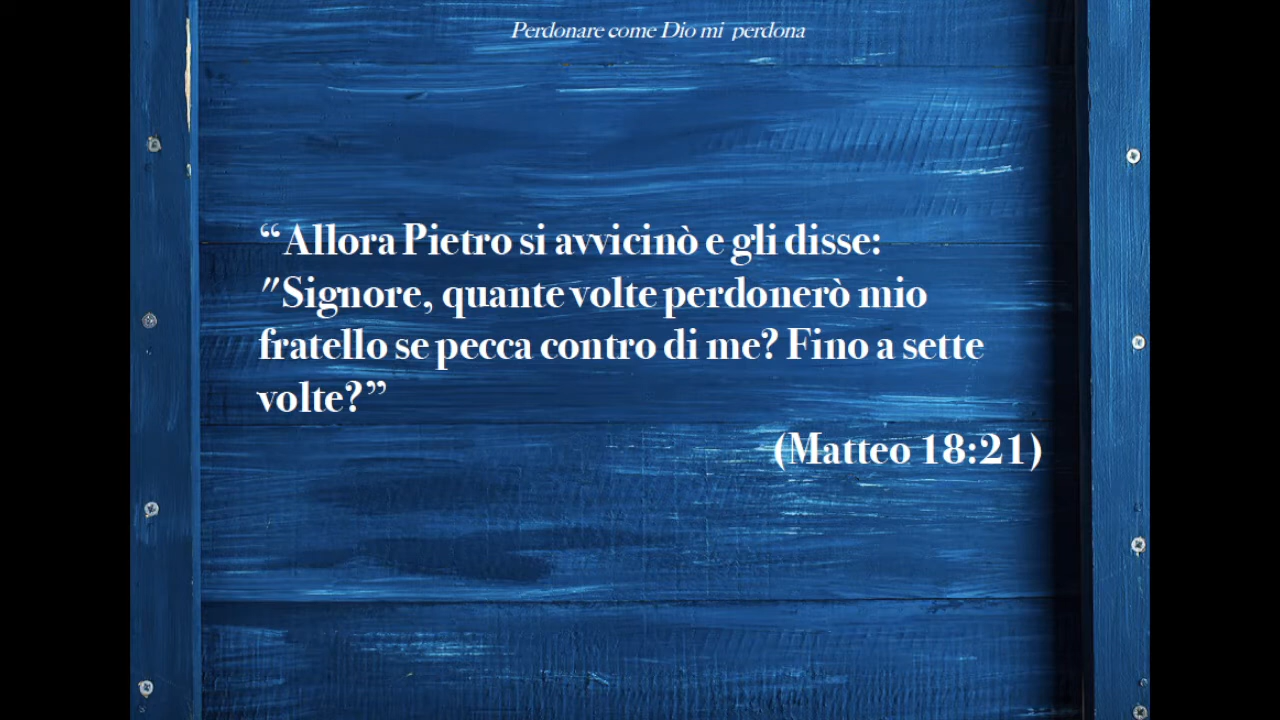 Perdonare come Dio mi perdona
“Allora Pietro si avvicinò e gli disse:
"Signore, quante volte perdonerò mio
fratello se pecca contro di me? Fino a sette
volte?”
(Matteo 18:21)